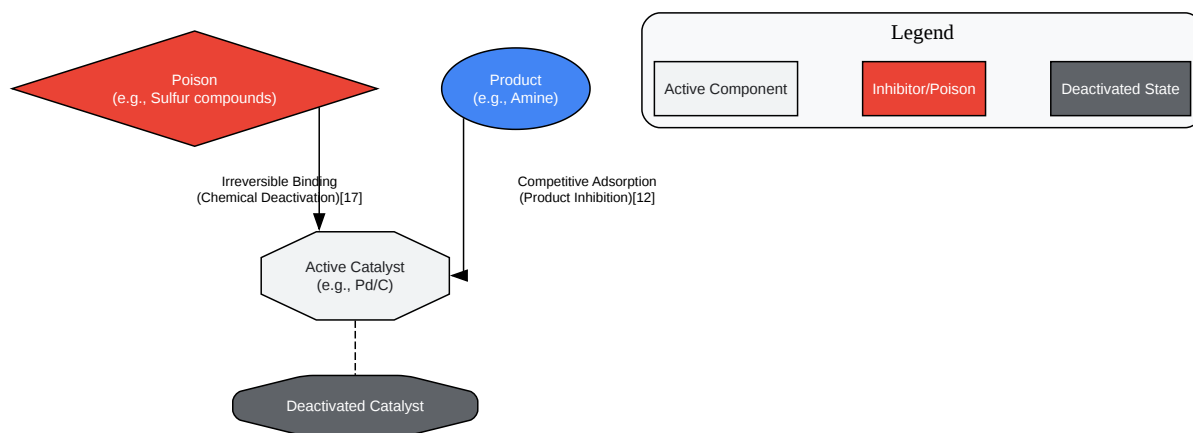 Poison
(e.g., Sulfur compounds)
Product
(e.g., Amine)
Legend
Active Component
Inhibitor/Poison
Deactivated State
Irreversible Binding
(Chemical Deactivation)[17]
Competitive Adsorption
(Product Inhibition)[12]
Active Catalyst
(e.g., Pd/C)
Deactivated Catalyst